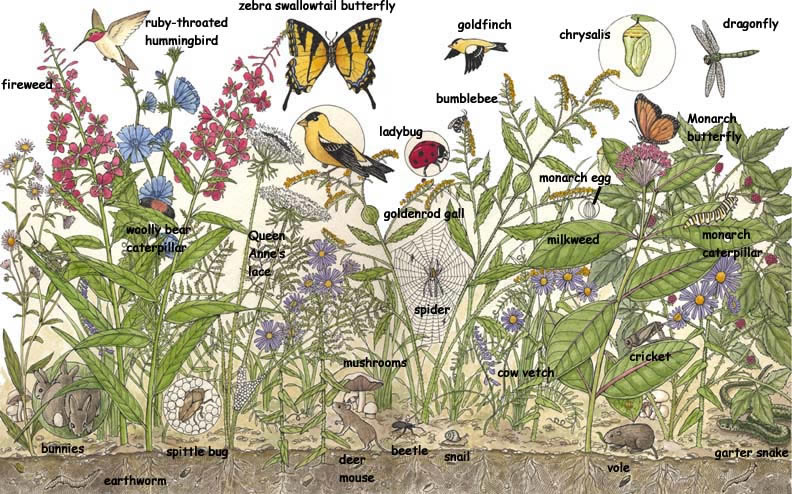 zebra swallowtail butterfly
ruby-throated
hummingbird
goldfinch
chrysalis
dragonfly
fireweed
bumblebee
ladybug
Monarch
butterfly
monarch egg
goldenrod gall
woolly bear
caterpillar
Queen
Anne's
lace
milkweed
monarch
caterpillar
spider
mushrooms
cow vetch
cricket
bunnies
spittle bug
deer
mouse
beetle
snail
vole
garter snake
earthworm